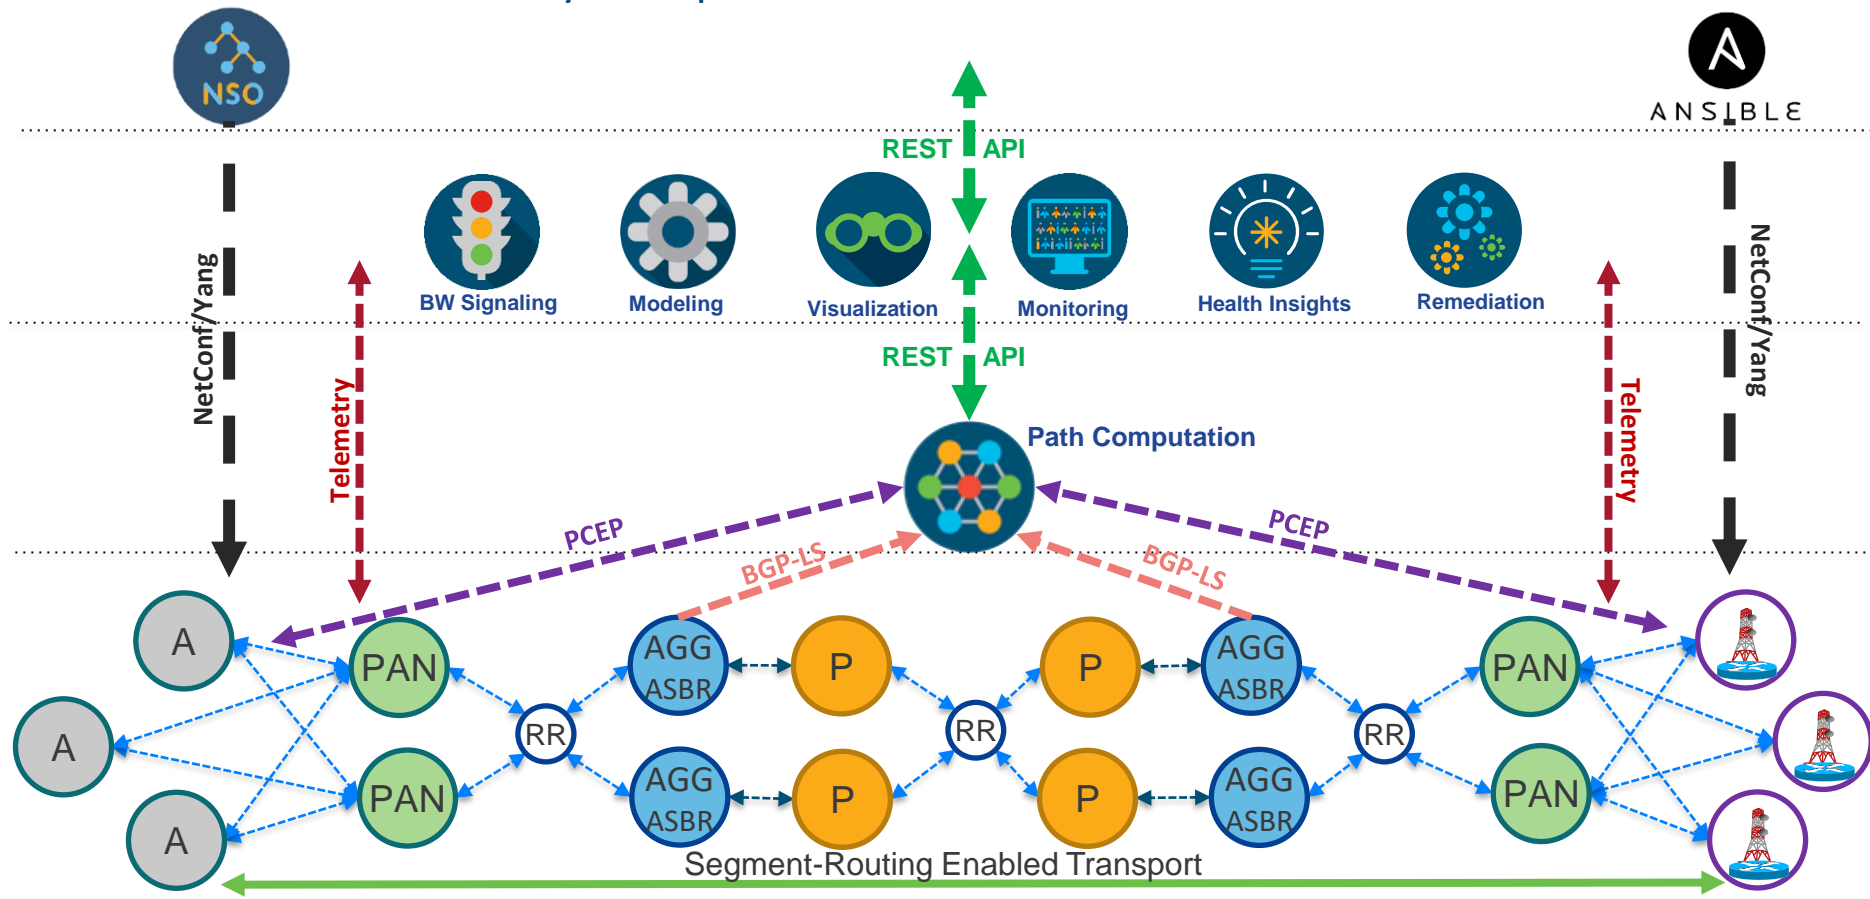 NSO
ANSIBLE
REST API
BW Signaling
Modeling
Visualization
Monitoring
Health Insights
Remediation
NetConf/Yang
NetConf/Yang
REST API
Telemetry
Telemetry
Path Computation
PCEP
PCEP
BGP-LS
BGP-LS
A
PAN
AGG
ASBR
P
P
AGG
ASBR
PAN
A
RR
RR
RR
A
PAN
AGG
ASBR
P
P
AGG
ASBR
PAN
Segment-Routing Enabled Transport